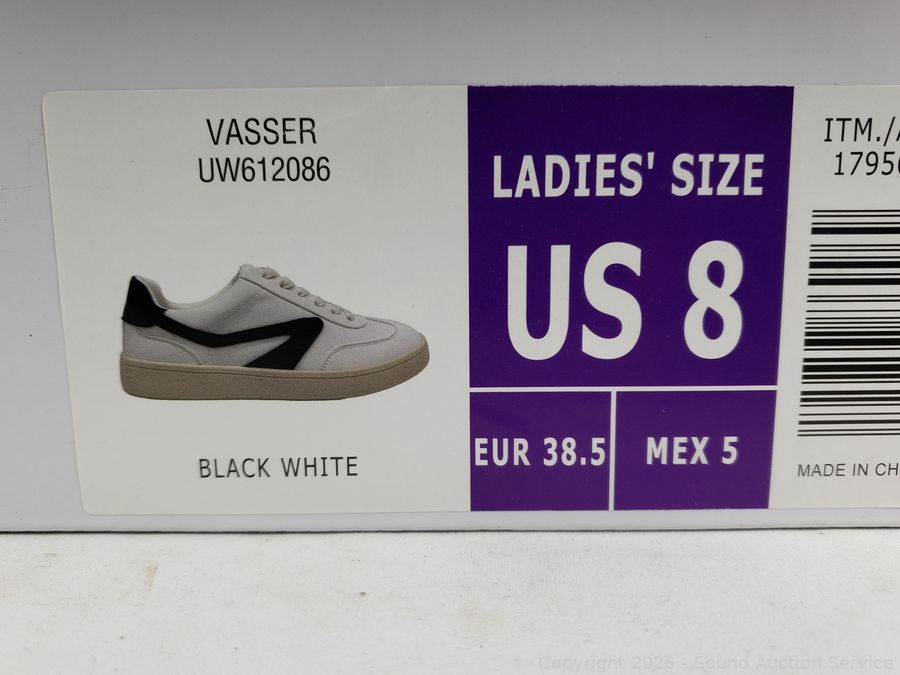 VASSER
UW612086
BLACK WHITE
LADIES' SIZE
US 8
EUR 38.5
MEX 5
ITM./
1795
MADE IN CH
Copyright 2026 - Sound Auction Service